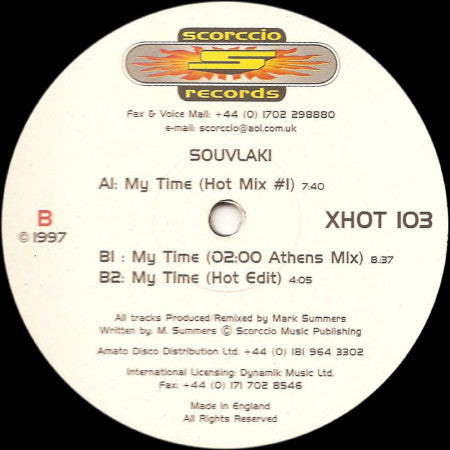 scorccio
S
records
Fax & Voice Mail: +44 (0) 1702 298880
e-mail: scorccio@aol.com.uk
SOUVLAKI
A1: My Time (Hot Mix #1) 7:40
B
©1997
XHOT 103
B1 : My Time (02:00 Athens Mix) 8:37
B2: My Time (Hot Edit) 4:05
All tracks Produced/Remixed by Mark Summers
Written by: M. Summers © Scorccio Music Publishing
Amato Disco Distribution Ltd. +44 (0) 181 964 3302
International Licensing: Dynamik Music Ltd.
Fax: +44 (0) 171 702 8546
Made in England
All Rights Reserved